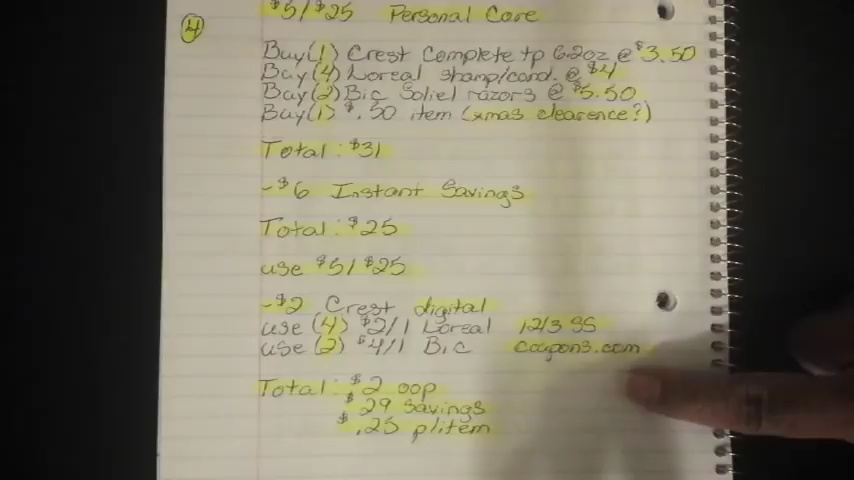 $5/$25 Personal Care
4
Buy(1) Crest Complete tp 6.2oz @ $3.50
Buy(4) Loreal shamp/cond. @ $4
Buy(2) Bic Soliel razors @ $5.50
Buy(1) $.50 item (xmas clearence?)
Total: $31
-$6 Instant Savings
Total: $25
use $5/$25
-$2 Crest digital
use (4) $2/1 Loreal 12/3 SS
use (2) $4/1 Bic coupons.com
Total: $2 oop
$29 savings
$.25 p/item